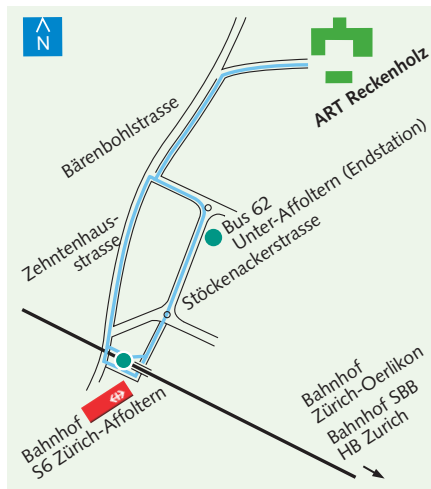 N
ART Reckenholz
Bärenbohlstrasse
Bus 62
Unter-Affoltern (Endstation)
Stöckenackerstrasse
Zehntenhaus-
strasse
Bahnhof
S6 Zürich-Affoltern
Bahnhof
Zürich-Oerlikon
Bahnhof SBB
HB Zurich